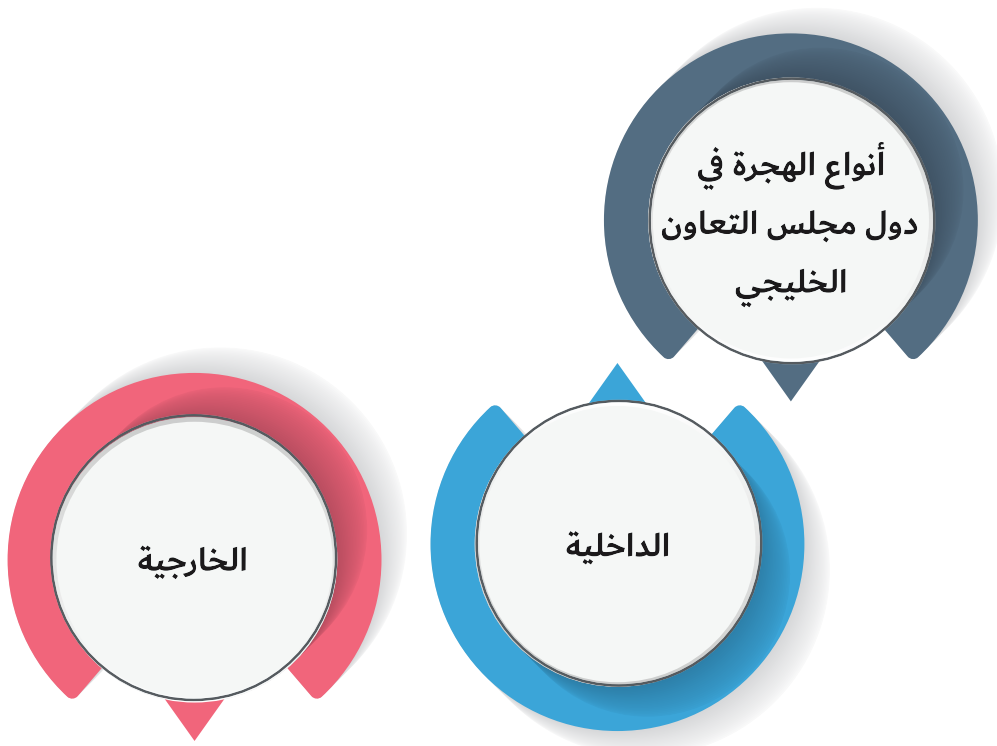 أنواع الهجرة في
دول مجلس التعاون
الخليجي
الداخلية
الخارجية